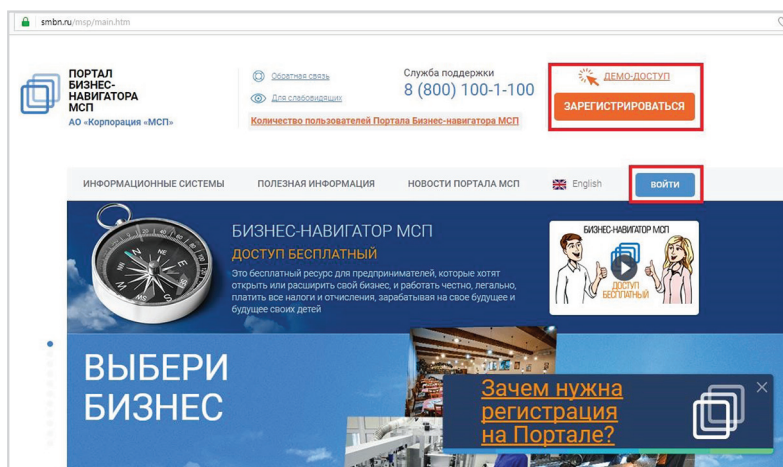 smbn.ru/msp/main.htm
ПОРТАЛ
БИЗНЕС-
НАВИГАТОРА
МСП
АО «Корпорация «МСП»
Обратная связь
Для слабовидящих
Количество пользователей Портала Бизнес-навигатора МСП
Служба поддержки
8 (800) 100-1-100
ДЕМО-ДОСТУП
ЗАРЕГИСТРИРОВАТЬСЯ
ИНФОРМАЦИОННЫЕ СИСТЕМЫ
ПОЛЕЗНАЯ ИНФОРМАЦИЯ
НОВОСТИ ПОРТАЛА МСП
English
ВОЙТИ
БИЗНЕС-НАВИГАТОР МСП
ДОСТУП БЕСПЛАТНЫЙ
Это бесплатный ресурс для предпринимателей, которые хотят
открыть или расширить свой бизнес, и работать честно, легально,
платить все налоги и отчисления, зарабатывая на свое будущее и
будущее своих детей
БИЗНЕС-НАВИГАТОР МСП
ДОСТУП
БЕСПЛАТНЫЙ
N
NE
E
S
SW
W
NW
ВЫБЕРИ
БИЗНЕС
Зачем нужна
регистрация
на Портале?